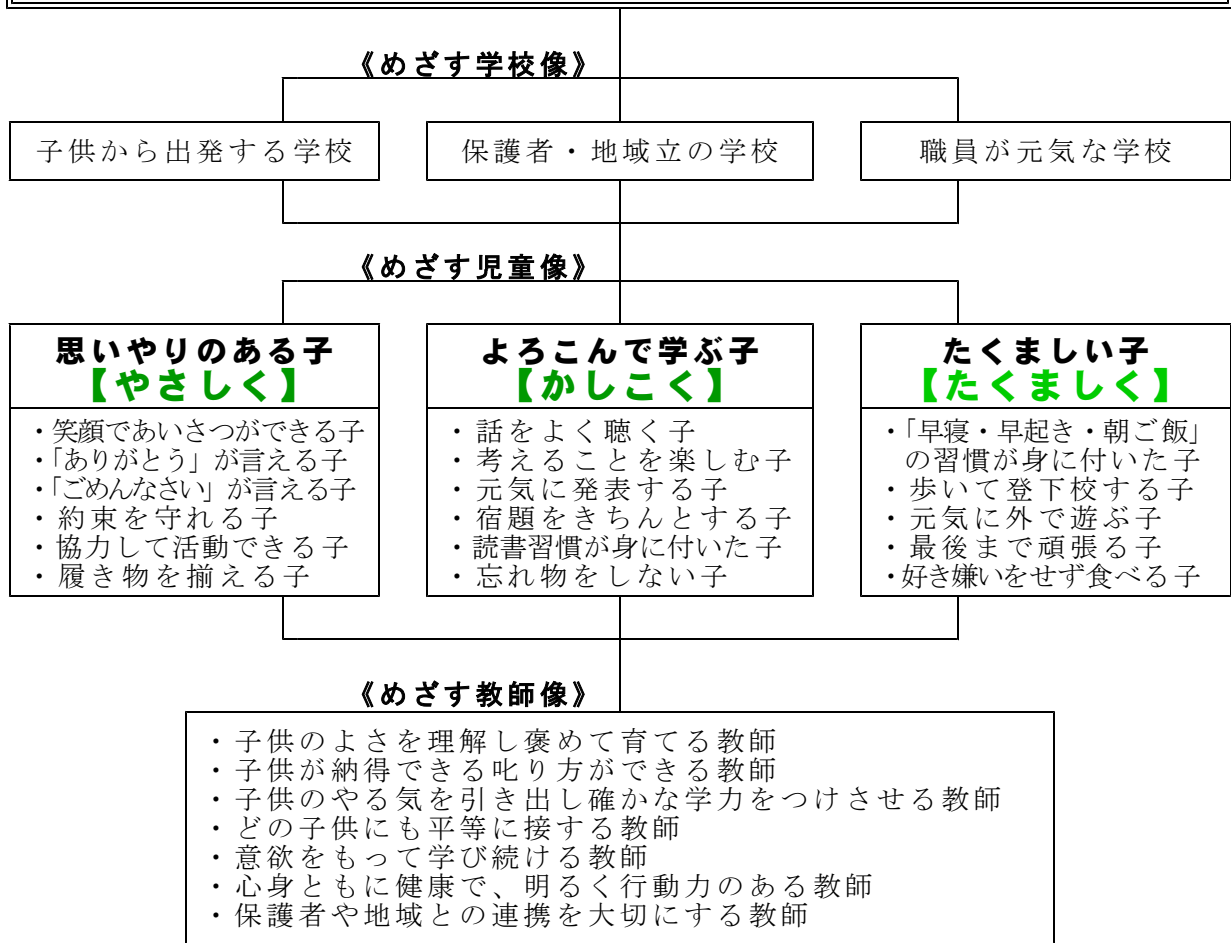 《めざす学校像》
子供から出発する学校
保護者・地域立の学校
職員が元気な学校
《めざす児童像》
思いやりのある子
【やさしく】
・笑顔であいさつができる子
・「ありがとう」が言える子
・「ごめんなさい」が言える子
・約束を守れる子
・協力して活動できる子
・履き物を揃える子
よろこんで学ぶ子
【かしこく】
・話をよく聴く子
・考えることを楽しむ子
・元気に発表する子
・宿題をきちんとする子
・読書習慣が身に付いた子
・忘れ物をしない子
たくましい子
【たくましく】
・「早寝・早起き・朝ご飯」
の習慣が身に付いた子
・歩いて登下校する子
・元気に外で遊ぶ子
・最後まで頑張る子
・好き嫌いをせず食べる子
《めざす教師像》
・子供のよさを理解し褒めて育てる教師
・子供が納得できる叱り方ができる教師
・子供のやる気を引き出し確かな学力をつけさせる教師
・どの子供にも平等に接する教師
・意欲をもって学び続ける教師
・心身ともに健康で、明るく行動力のある教師
・保護者や地域との連携を大切にする教師